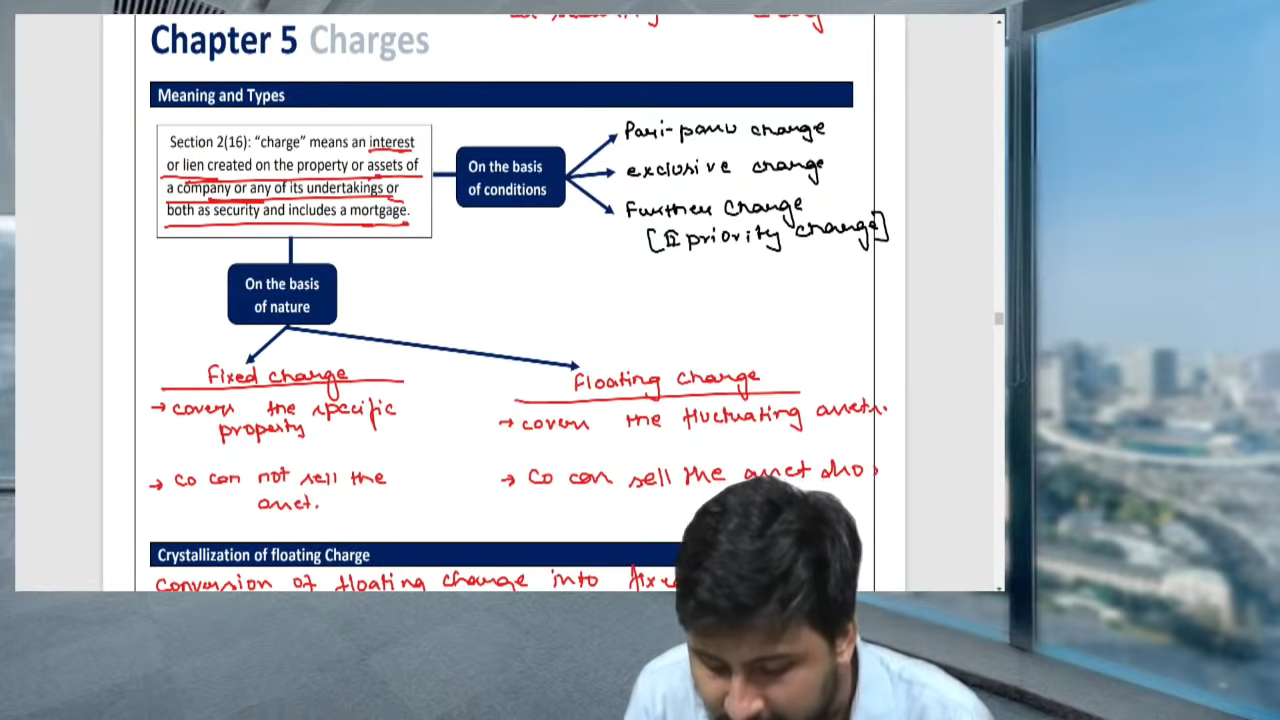 Chapter 5 Charges
Meaning and Types
Section 2(16): “charge” means an interest
or lien created on the property or assets of
a company or any of its undertakings or
both as security and includes a mortgage.
On the basis
of conditions
Pari-passu charge
exclusive charge
Further charge
[II priority charge]
On the basis
of nature
Fixed charge
→ covers the specific
property
→ Co can not sell the
asset.
Floating charge
→ covers the fluctuating assets.
→ Co can sell the asset
Crystallization of floating Charge
conversion of floating charge into fixed